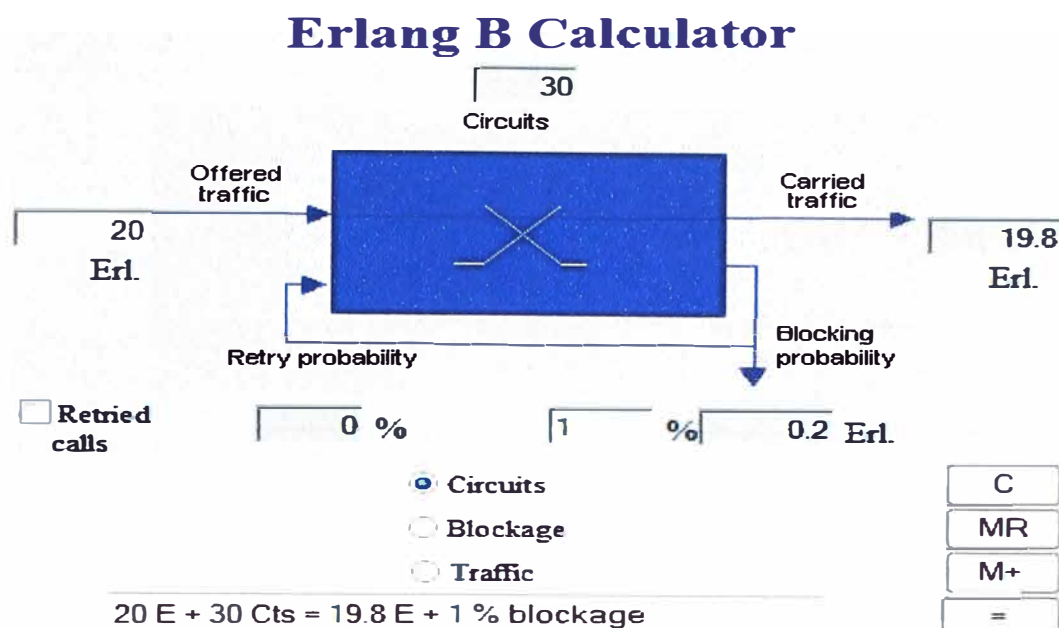 Erlang B Calculator
30
Circuits
Offered
traffic
Carried
traffic
20
Erl.
19.8
Erl.
Retry probability
Blocking
probability
Retried
calls
0 %
1 %
0.2 Erl.
Circuits
Blockage
Traffic
C
MR
M+
=
20 E + 30 Cts = 19.8 E + 1 % blockage